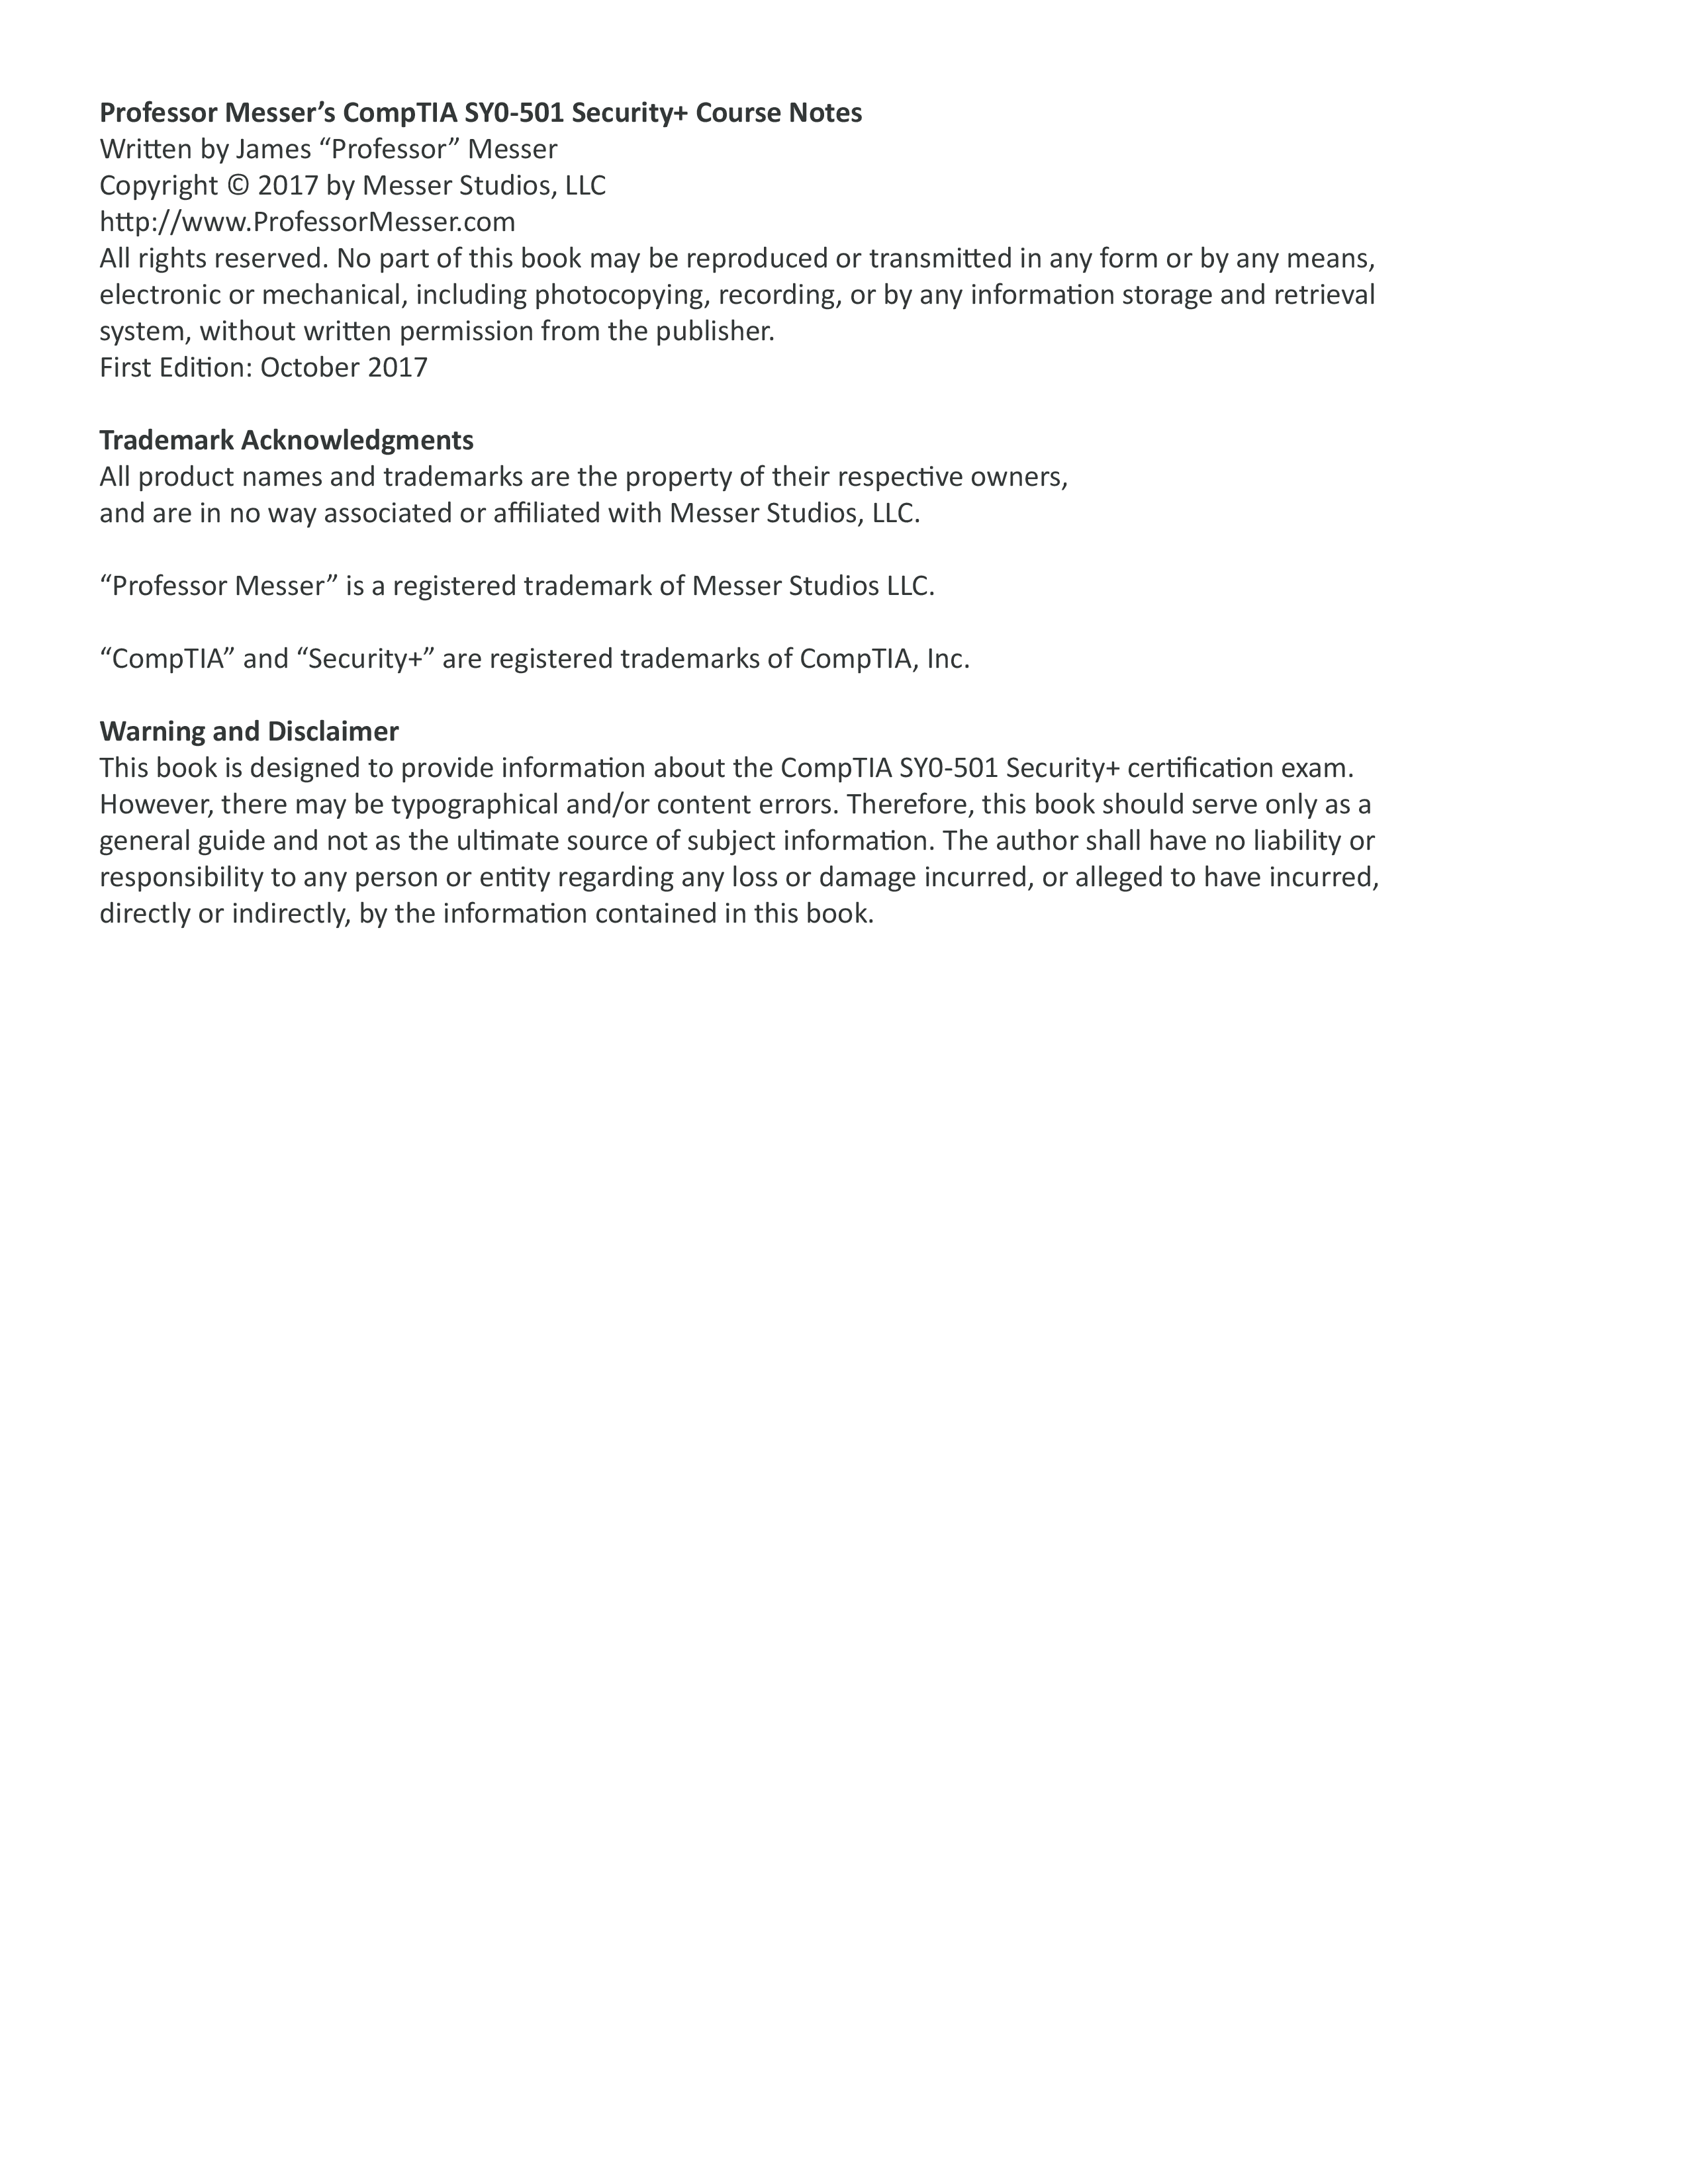 Professor Messer’s CompTIA SY0-501 Security+ Course Notes
Written by James “Professor” Messer
Copyright © 2017 by Messer Studios, LLC
http://www.ProfessorMesser.com
All rights reserved. No part of this book may be reproduced or transmitted in any form or by any means,
electronic or mechanical, including photocopying, recording, or by any information storage and retrieval
system, without written permission from the publisher.
First Edition: October 2017
Trademark Acknowledgments
All product names and trademarks are the property of their respective owners,
and are in no way associated or affiliated with Messer Studios, LLC.
“Professor Messer” is a registered trademark of Messer Studios LLC.
“CompTIA” and “Security+” are registered trademarks of CompTIA, Inc.
Warning and Disclaimer
This book is designed to provide information about the CompTIA SY0-501 Security+ certification exam.
However, there may be typographical and/or content errors. Therefore, this book should serve only as a
general guide and not as the ultimate source of subject information. The author shall have no liability or
responsibility to any person or entity regarding any loss or damage incurred, or alleged to have incurred,
directly or indirectly, by the information contained in this book.